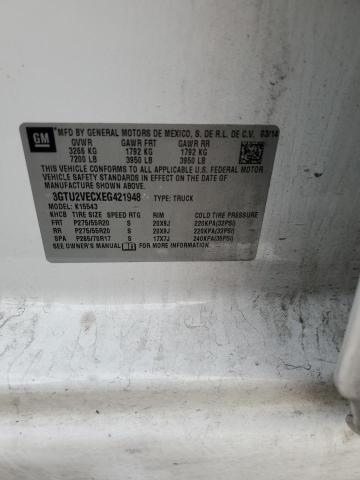 GM
MFD BY GENERAL MOTORS DE MEXICO, S. DE R.L. DE C.V. 03/14
GVWR GAWR FRT GAWR RR
3266 KG 1792 KG 1792 KG
7200 LB 3950 LB 3950 LB
THIS VEHICLE CONFORMS TO ALL APPLICABLE U.S. FEDERAL MOTOR
VEHICLE SAFETY STANDARDS IN EFFECT ON THE DATE OF
MANUFACTURE SHOWN ABOVE.
3GTU2VECXEG421948 TYPE: TRUCK
MODEL: K15543
KHCB TIRE SIZE SPEED RTG RIM COLD TIRE PRESSURE
FRT P275/55R20 S 20X9J 220KPA(32PSI)
RR P275/55R20 S 20X9J 220KPA(32PSI)
SPA P265/70R17 S 17X7J 240KPA(35PSI)
SEE OWNER'S MANUAL FOR ADDITIONAL INFORMATION.